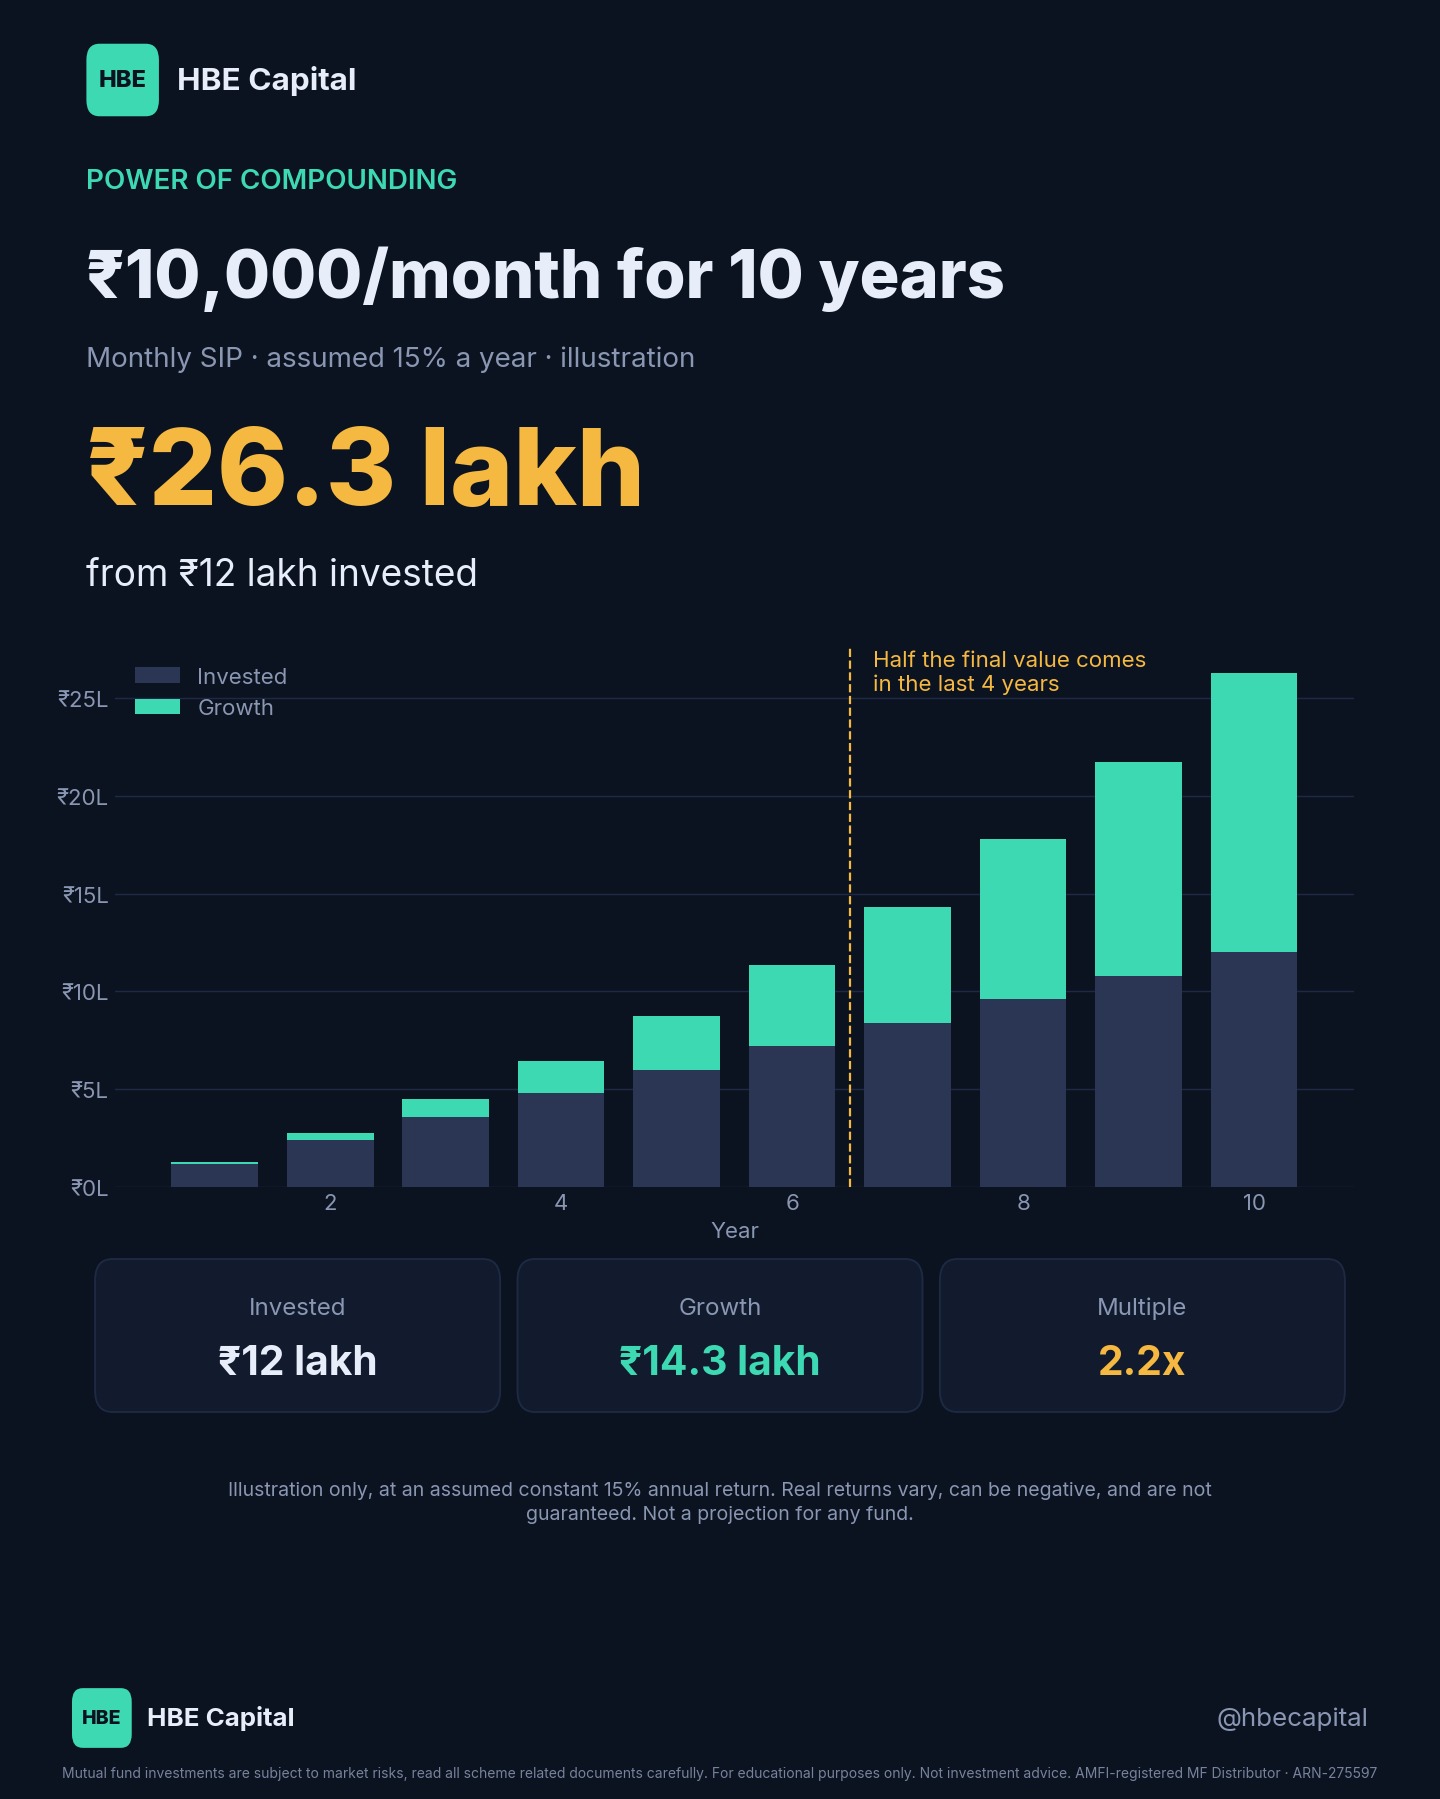 HBE HBE Capital
POWER OF COMPOUNDING
₹10,000/month for 10 years
Monthly SIP · assumed 15% a year · illustration
₹26.3 lakh
from ₹12 lakh invested
Invested
Growth
Half the final value comes
in the last 4 years
₹25L
₹20L
₹15L
₹10L
₹5L
₹0L
2 4 6 8 10
Year
Invested
₹12 lakh
Growth
₹14.3 lakh
Multiple
2.2x
Illustration only, at an assumed constant 15% annual return. Real returns vary, can be negative, and are not
guaranteed. Not a projection for any fund.
HBE HBE Capital
@hbecapital
Mutual fund investments are subject to market risks, read all scheme related documents carefully. For educational purposes only. Not investment advice. AMFI-registered MF Distributor · ARN-275597